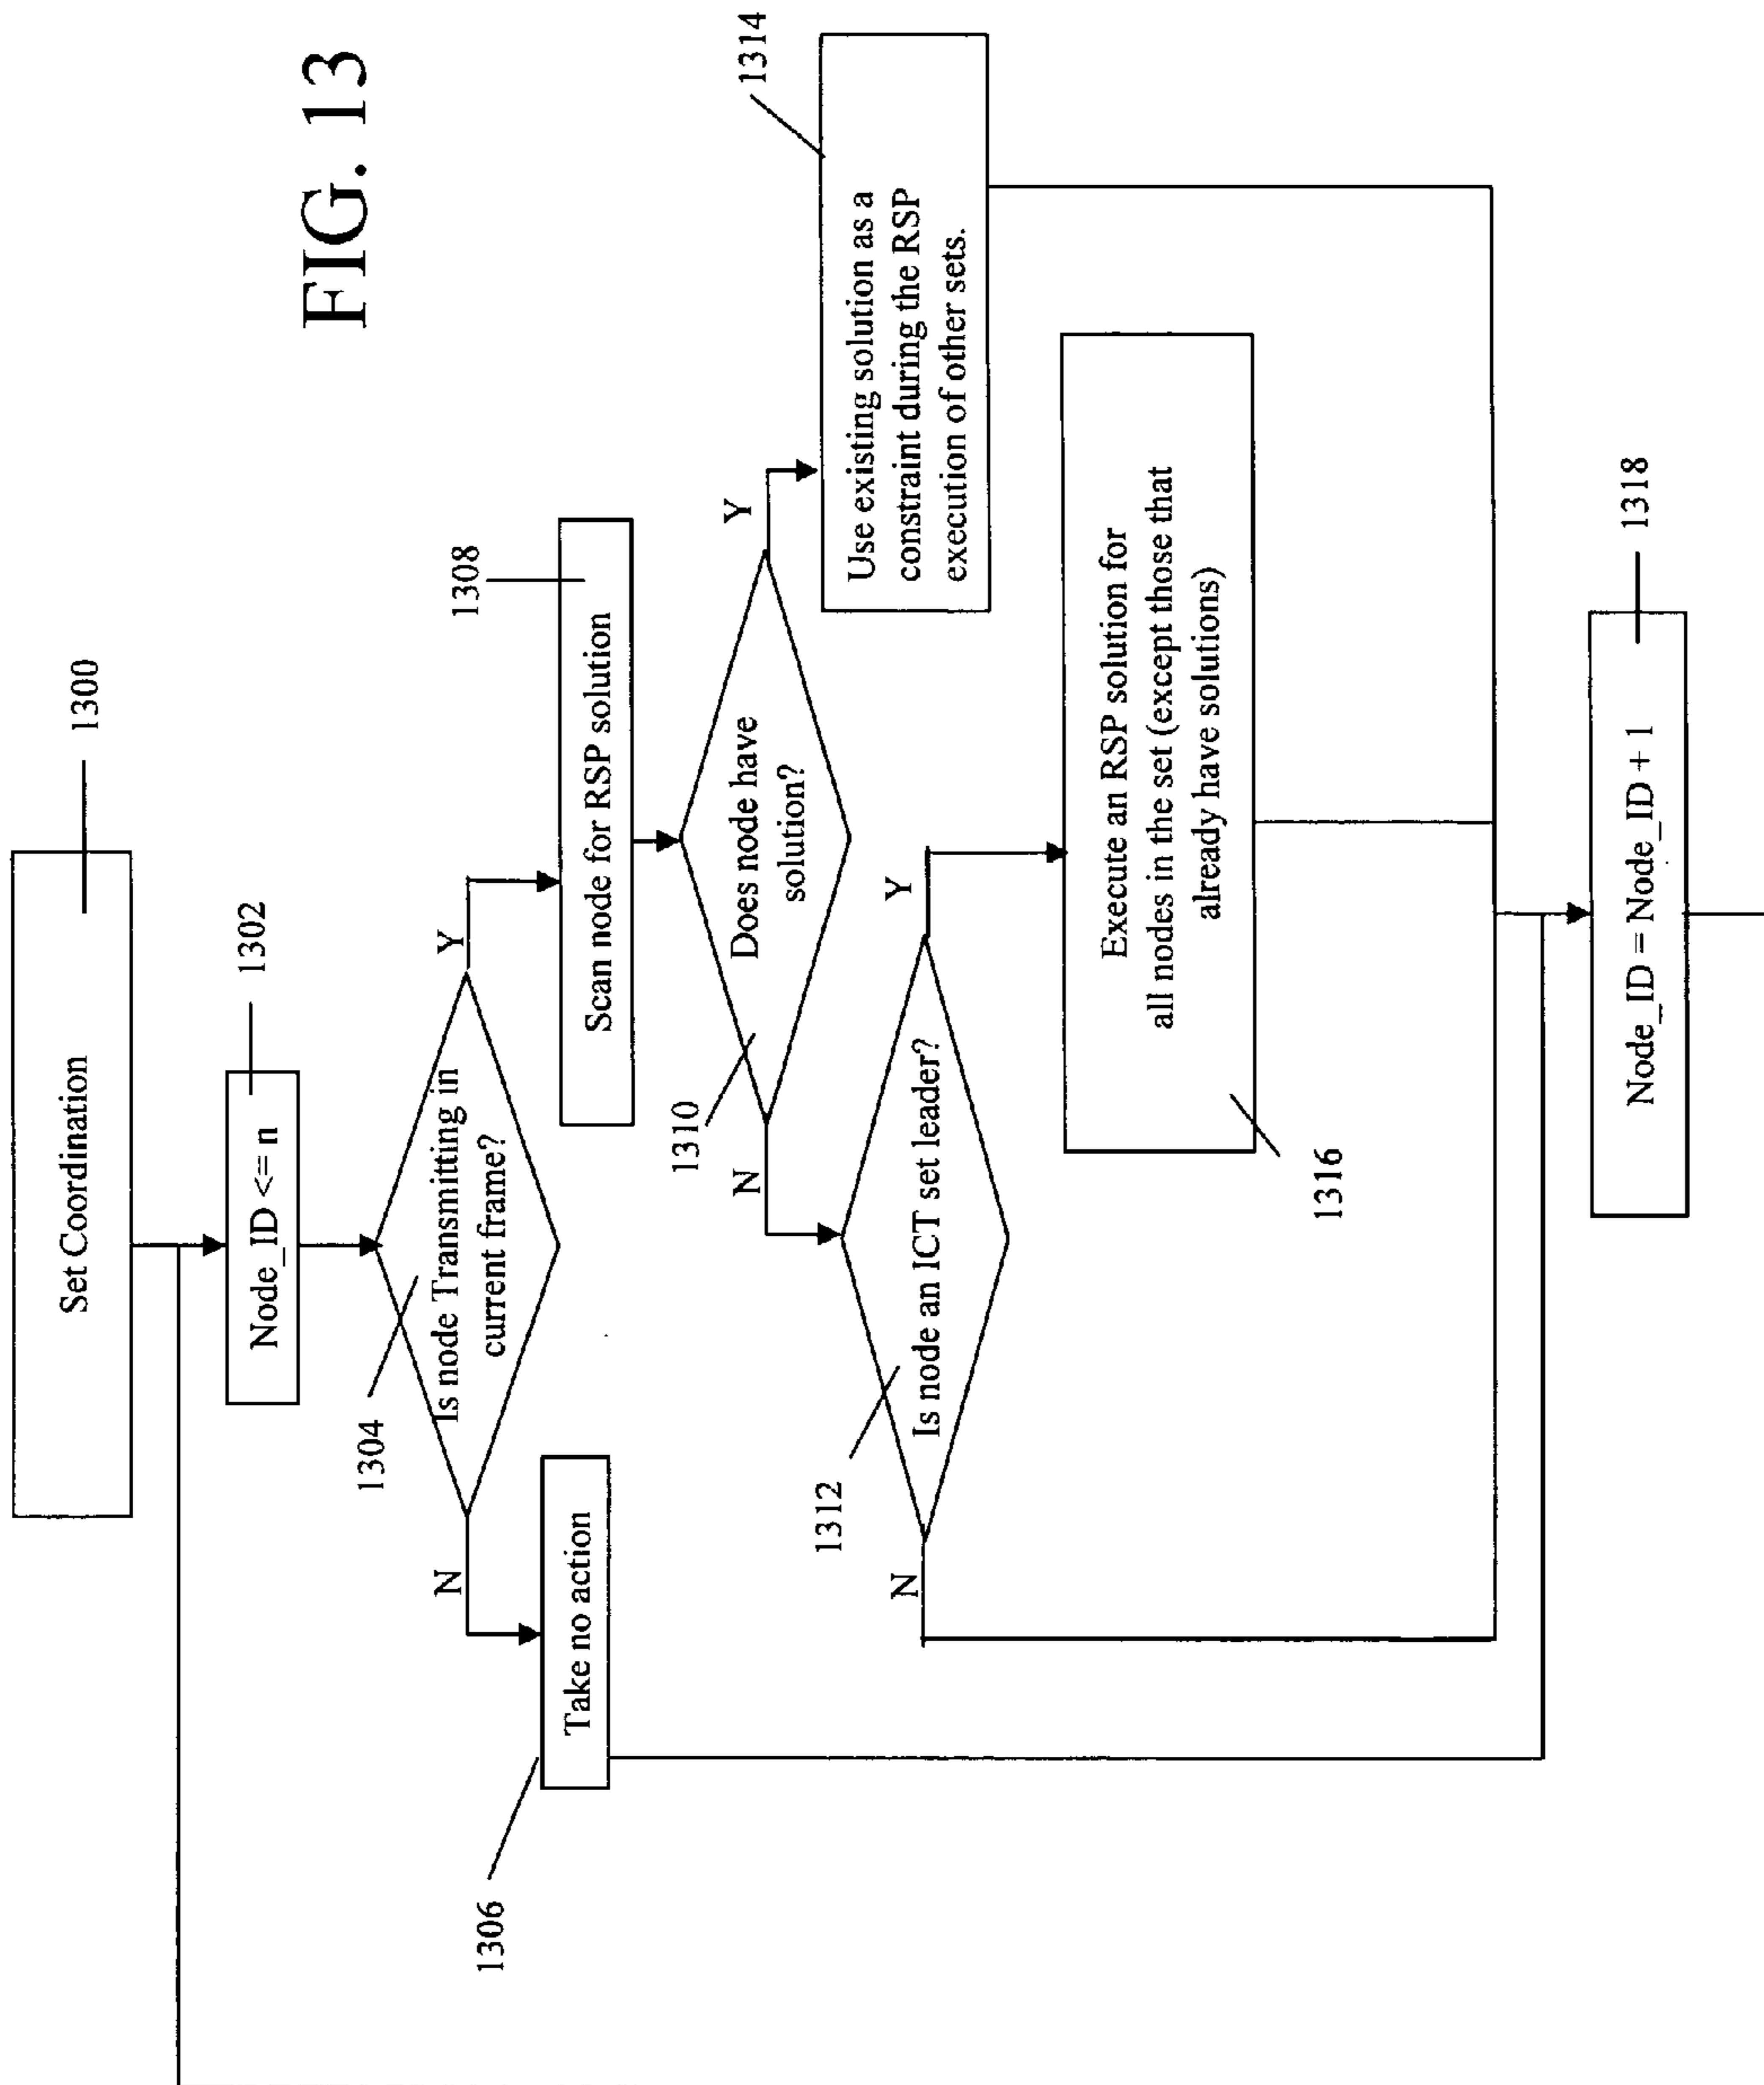 FIG. 13
Set Coordination
1300
Node_ID <= n
1302
Is node Transmitting in
current frame?
1304
N
Y
Take no action
1306
Scan node for RSP solution
1308
Does node have
solution?
1310
N
Y
Is node an ICT set leader?
1312
N
Y
Use existing solution as a
constraint during the RSP
execution of other sets.
1314
Execute an RSP solution for
all nodes in the set (except those that
already have solutions)
1316
Node_ID = Node_ID + 1
1318